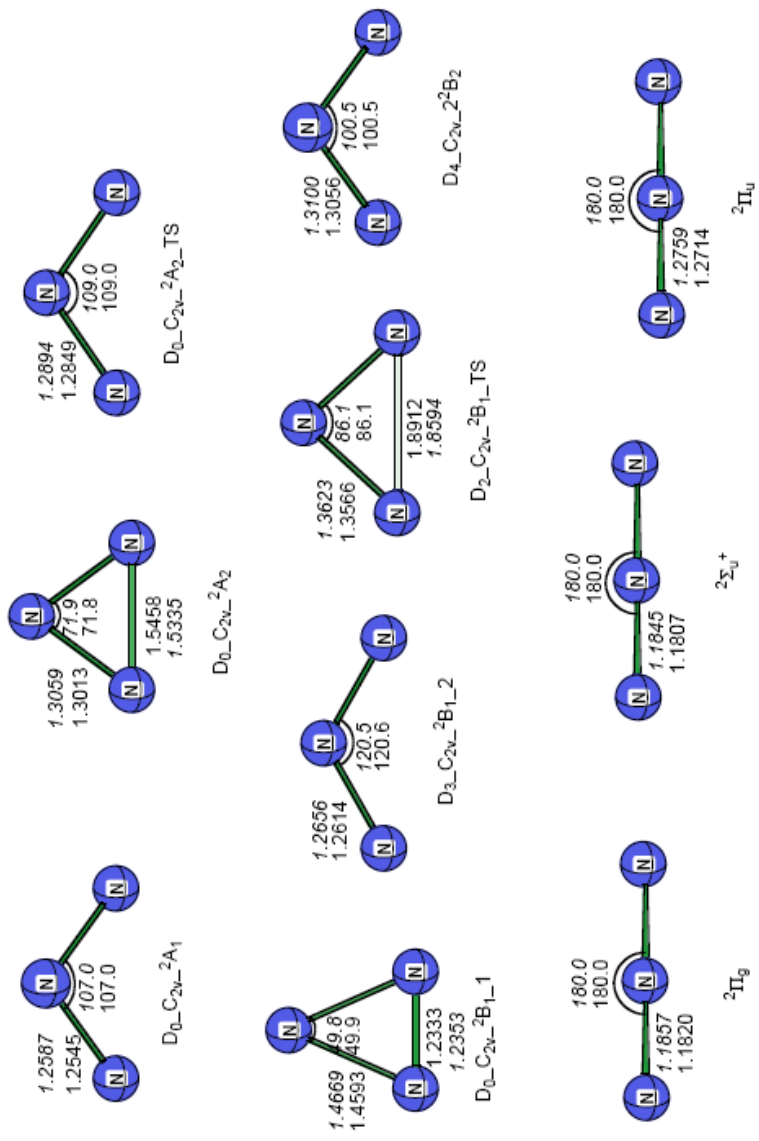 N
1.2587
1.2545
107.0
107.0
N
N
D₀_C₂ᵥ_²A₁
N
1.3059
1.3013
71.9
71.8
N
N
1.5458
1.5335
D₀_C₂ᵥ_²A₂
N
1.2894
1.2849
109.0
109.0
N
N
D₀_C₂ᵥ_²A₂_TS
N
1.4669
1.4593
49.8
49.9
N
N
1.2333
1.2353
D₀_C₂ᵥ_²B₁_1
N
1.2656
1.2614
120.5
120.6
N
N
D₃_C₂ᵥ_²B₁_2
N
1.3623
1.3566
86.1
86.1
N
N
1.8912
1.8594
D₂_C₂ᵥ_²B₁_TS
N
1.3100
1.3056
100.5
100.5
N
N
D₄_C₂ᵥ_2²B₂
180.0
180.0
N N N
1.1857
1.1820
²Π_g
180.0
180.0
N N N
1.1845
1.1807
²Σ_u⁺
180.0
180.0
N N N
1.2759
1.2714
²Π_u